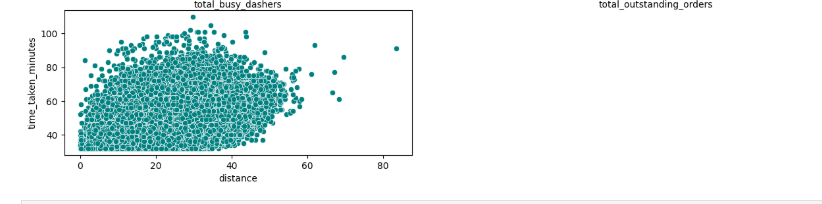 total_busy_dashers
total_outstanding_orders
100
80
60
40
time_taken_minutes
0
20
40
60
80
distance